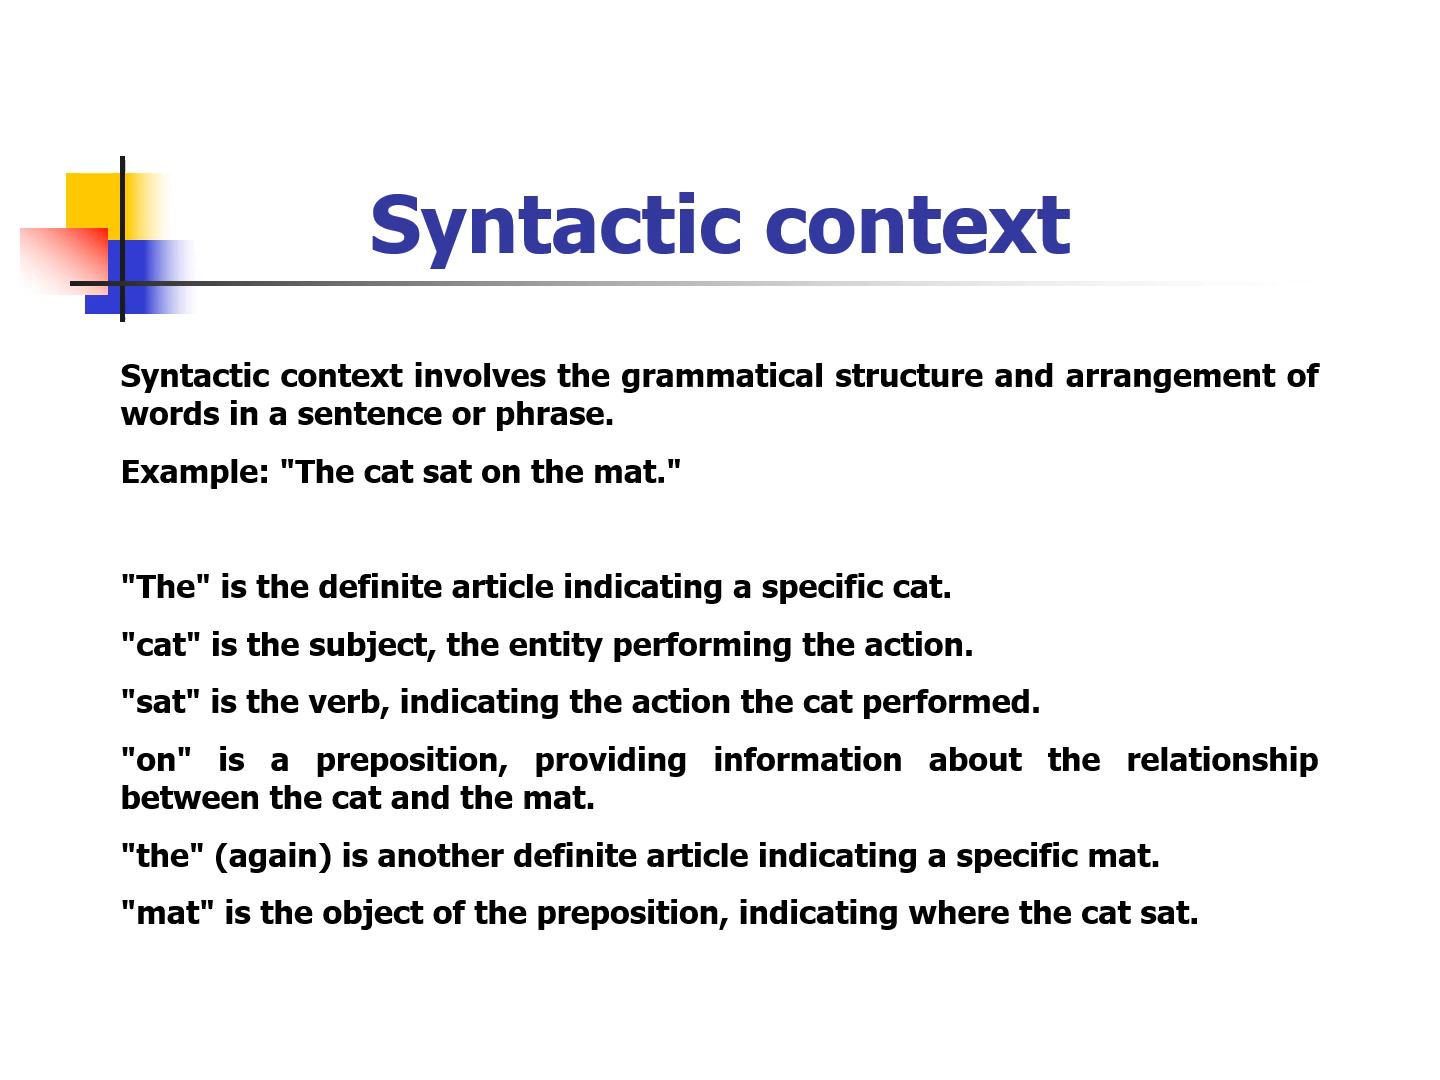 Syntactic context
Syntactic context involves the grammatical structure and arrangement of
words in a sentence or phrase.
Example: "The cat sat on the mat."
"The" is the definite article indicating a specific cat.
"cat" is the subject, the entity performing the action.
"sat" is the verb, indicating the action the cat performed.
"on" is a preposition, providing information about the relationship
between the cat and the mat.
"the" (again) is another definite article indicating a specific mat.
"mat" is the object of the preposition, indicating where the cat sat.